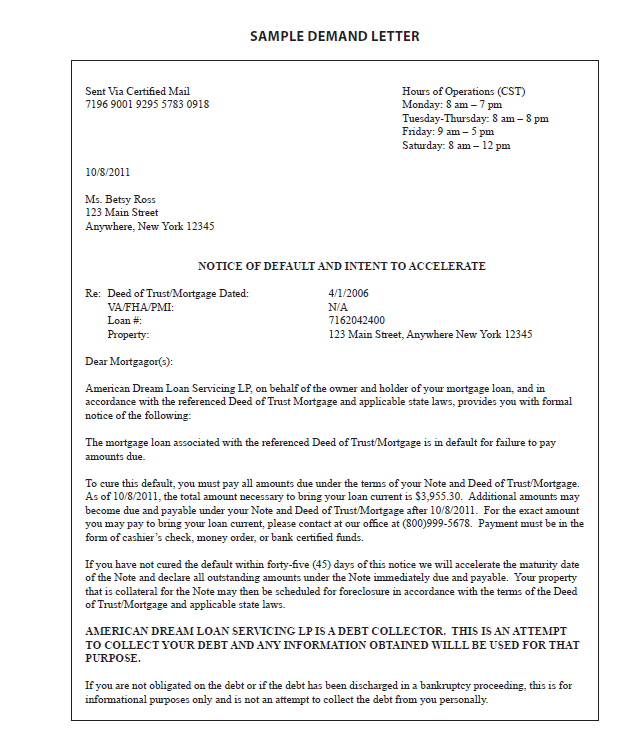 SAMPLE DEMAND LETTER
Sent Via Certified Mail
7196 9001 9295 5783 0918
Hours of Operations (CST)
Monday: 8 am – 7 pm
Tuesday-Thursday: 8 am – 8 pm
Friday: 9 am – 5 pm
Saturday: 8 am – 12 pm
10/8/2011
Ms. Betsy Ross
123 Main Street
Anywhere, New York 12345
NOTICE OF DEFAULT AND INTENT TO ACCELERATE
Re: Deed of Trust/Mortgage Dated: 4/1/2006
VA/FHA/PMI: N/A
Loan #: 7162042400
Property: 123 Main Street, Anywhere New York 12345
Dear Mortgagor(s):
American Dream Loan Servicing LP, on behalf of the owner and holder of your mortgage loan, and in
accordance with the referenced Deed of Trust Mortgage and applicable state laws, provides you with formal
notice of the following:
The mortgage loan associated with the referenced Deed of Trust/Mortgage is in default for failure to pay
amounts due.
To cure this default, you must pay all amounts due under the terms of your Note and Deed of Trust/Mortgage.
As of 10/8/2011, the total amount necessary to bring your loan current is $3,955.30. Additional amounts may
become due and payable under your Note and Deed of Trust/Mortgage after 10/8/2011. For the exact amount
you may pay to bring your loan current, please contact at our office at (800)999-5678. Payment must be in the
form of cashier's check, money order, or bank certified funds.
If you have not cured the default within forty-five (45) days of this notice we will accelerate the maturity date
of the Note and declare all outstanding amounts under the Note immediately due and payable. Your property
that is collateral for the Note may then be scheduled for foreclosure in accordance with the terms of the Deed
of Trust/Mortgage and applicable state laws.
AMERICAN DREAM LOAN SERVICING LP IS A DEBT COLLECTOR. THIS IS AN ATTEMPT
TO COLLECT YOUR DEBT AND ANY INFORMATION OBTAINED WILLL BE USED FOR THAT
PURPOSE.
If you are not obligated on the debt or if the debt has been discharged in a bankruptcy proceeding, this is for
informational purposes only and is not an attempt to collect the debt from you personally.